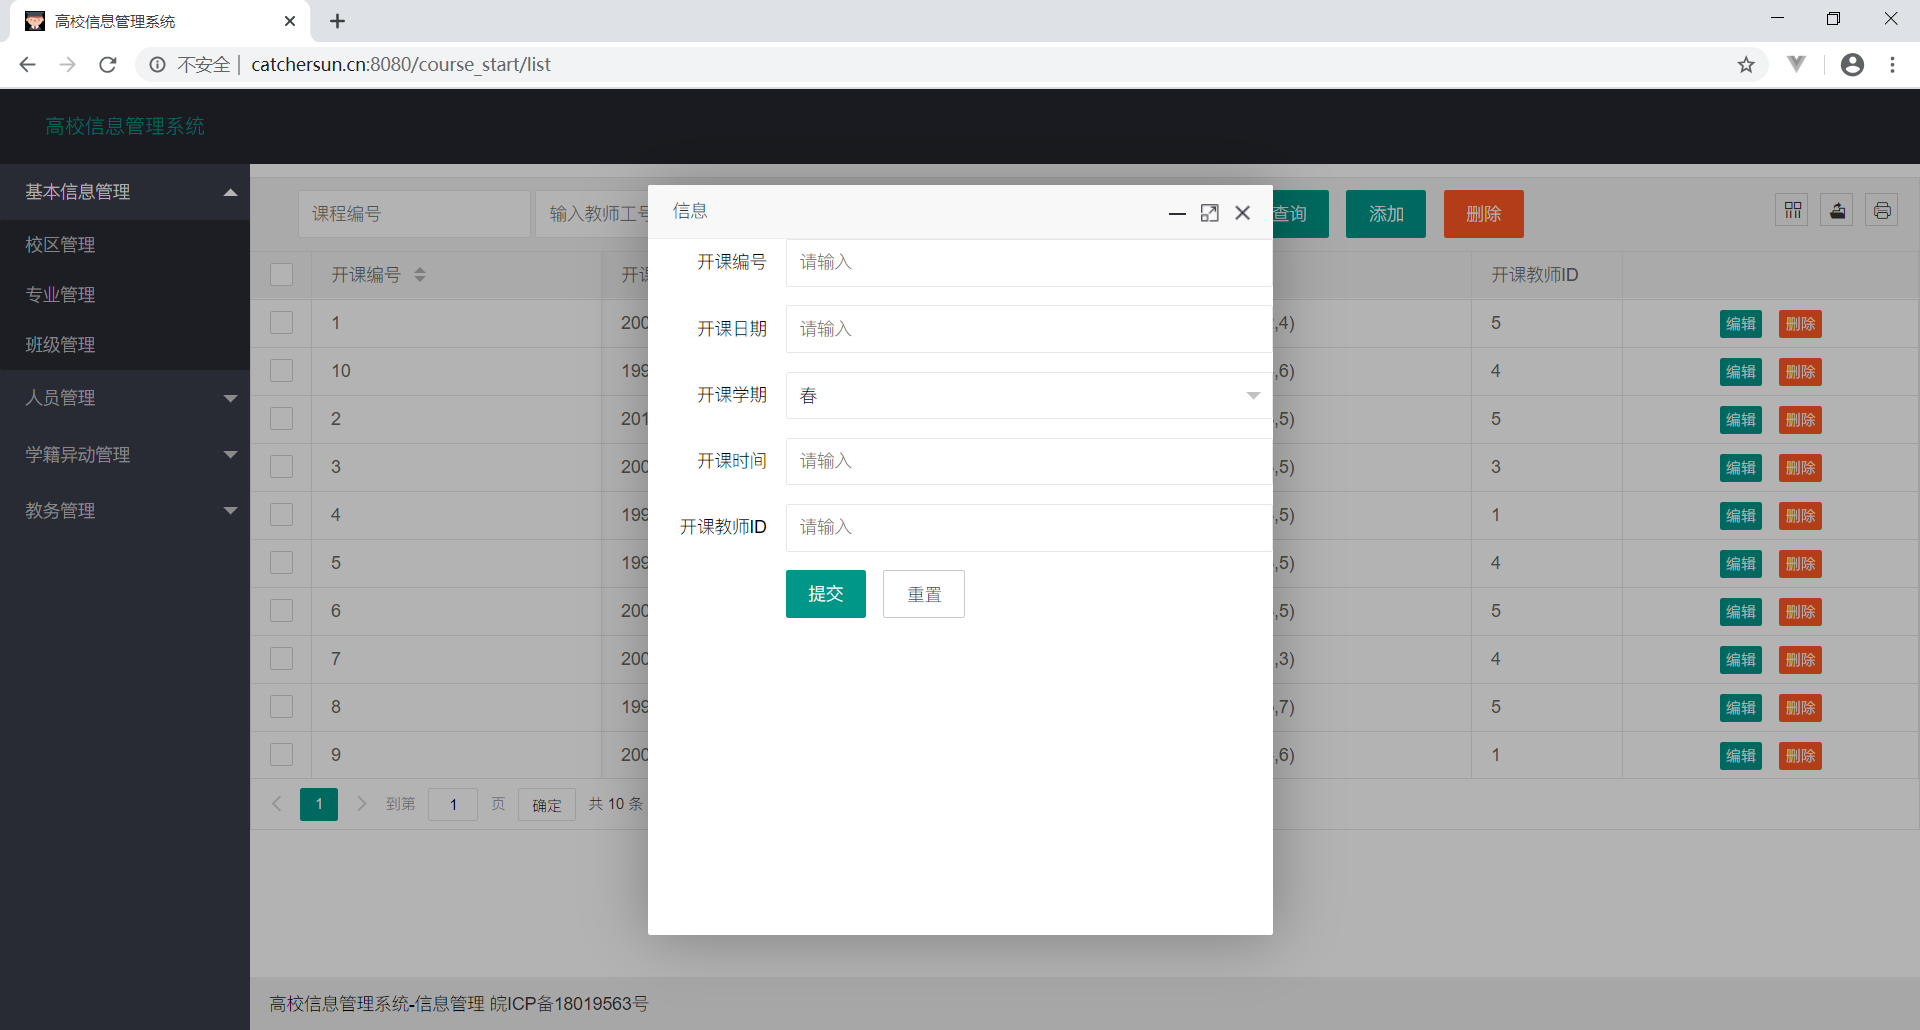 高校信息管理系统
不安全 | catchersun.cn:8080/course_start/list
高校信息管理系统
基本信息管理
校区管理
专业管理
班级管理
人员管理
学籍异动管理
教务管理
课程编号 输入教师工号 查询 添加 删除
信息
开课编号 请输入
开课日期 请输入
开课学期 春
开课时间 请输入
开课教师ID 请输入
提交 重置
开课编号 开课 开课教师ID
1 200 ,4) 5 编辑 删除
10 199 ,6) 4 编辑 删除
2 201 ,5) 5 编辑 删除
3 200 ,5) 3 编辑 删除
4 199 ,5) 1 编辑 删除
5 199 ,5) 4 编辑 删除
6 200 ,5) 5 编辑 删除
7 200 ,3) 4 编辑 删除
8 199 ,7) 5 编辑 删除
9 200 ,6) 1 编辑 删除
1 到第 1 页 确定 共 10 条
高校信息管理系统-信息管理 皖ICP备18019563号